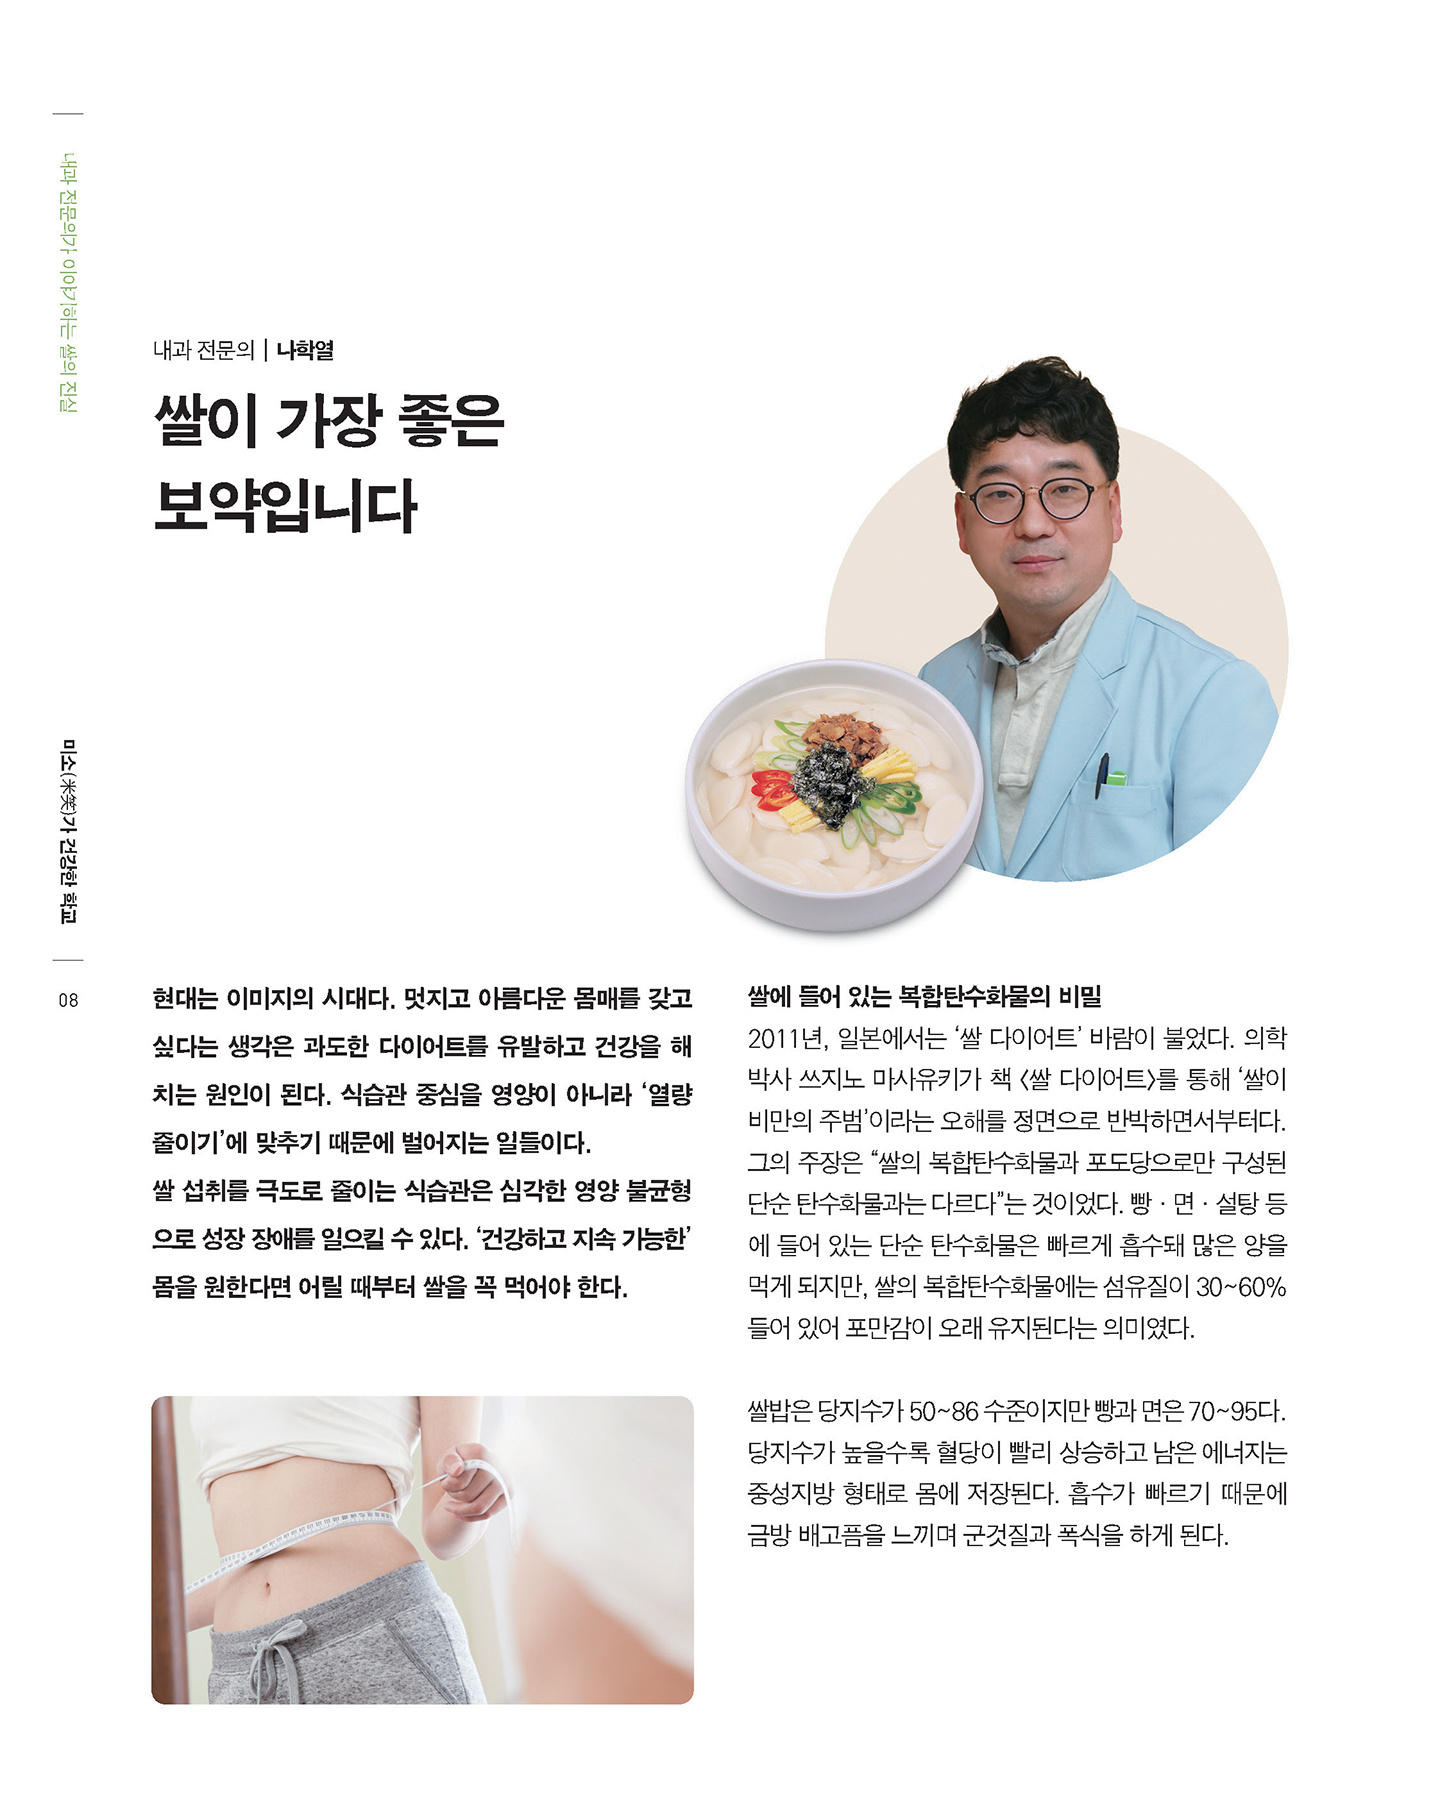 내과 전문의가 이야기하는 쌀의 진실
미소(米笑)가 건강한 학교
08
내과 전문의 | 나학열
쌀이 가장 좋은
보약입니다
현대는 이미지의 시대다. 멋지고 아름다운 몸매를 갖고
싶다는 생각은 과도한 다이어트를 유발하고 건강을 해
치는 원인이 된다. 식습관 중심을 영양이 아니라 ‘열량
줄이기’에 맞추기 때문에 벌어지는 일들이다.
쌀 섭취를 극도로 줄이는 식습관은 심각한 영양 불균형
으로 성장 장애를 일으킬 수 있다. ‘건강하고 지속 가능한’
몸을 원한다면 어릴 때부터 쌀을 꼭 먹어야 한다.
쌀에 들어 있는 복합탄수화물의 비밀
2011년, 일본에서는 ‘쌀 다이어트’ 바람이 불었다. 의학
박사 쓰지노 마사유키가 책 <쌀 다이어트>를 통해 ‘쌀이
비만의 주범’이라는 오해를 정면으로 반박하면서부터다.
그의 주장은 “쌀의 복합탄수화물과 포도당으로만 구성된
단순 탄수화물과는 다르다”는 것이었다. 빵 · 면 · 설탕 등
에 들어 있는 단순 탄수화물은 빠르게 흡수돼 많은 양을
먹게 되지만, 쌀의 복합탄수화물에는 섬유질이 30~60%
들어 있어 포만감이 오래 유지된다는 의미였다.
쌀밥은 당지수가 50~86 수준이지만 빵과 면은 70~95다.
당지수가 높을수록 혈당이 빨리 상승하고 남은 에너지는
중성지방 형태로 몸에 저장된다. 흡수가 빠르기 때문에
금방 배고픔을 느끼며 군것질과 폭식을 하게 된다.